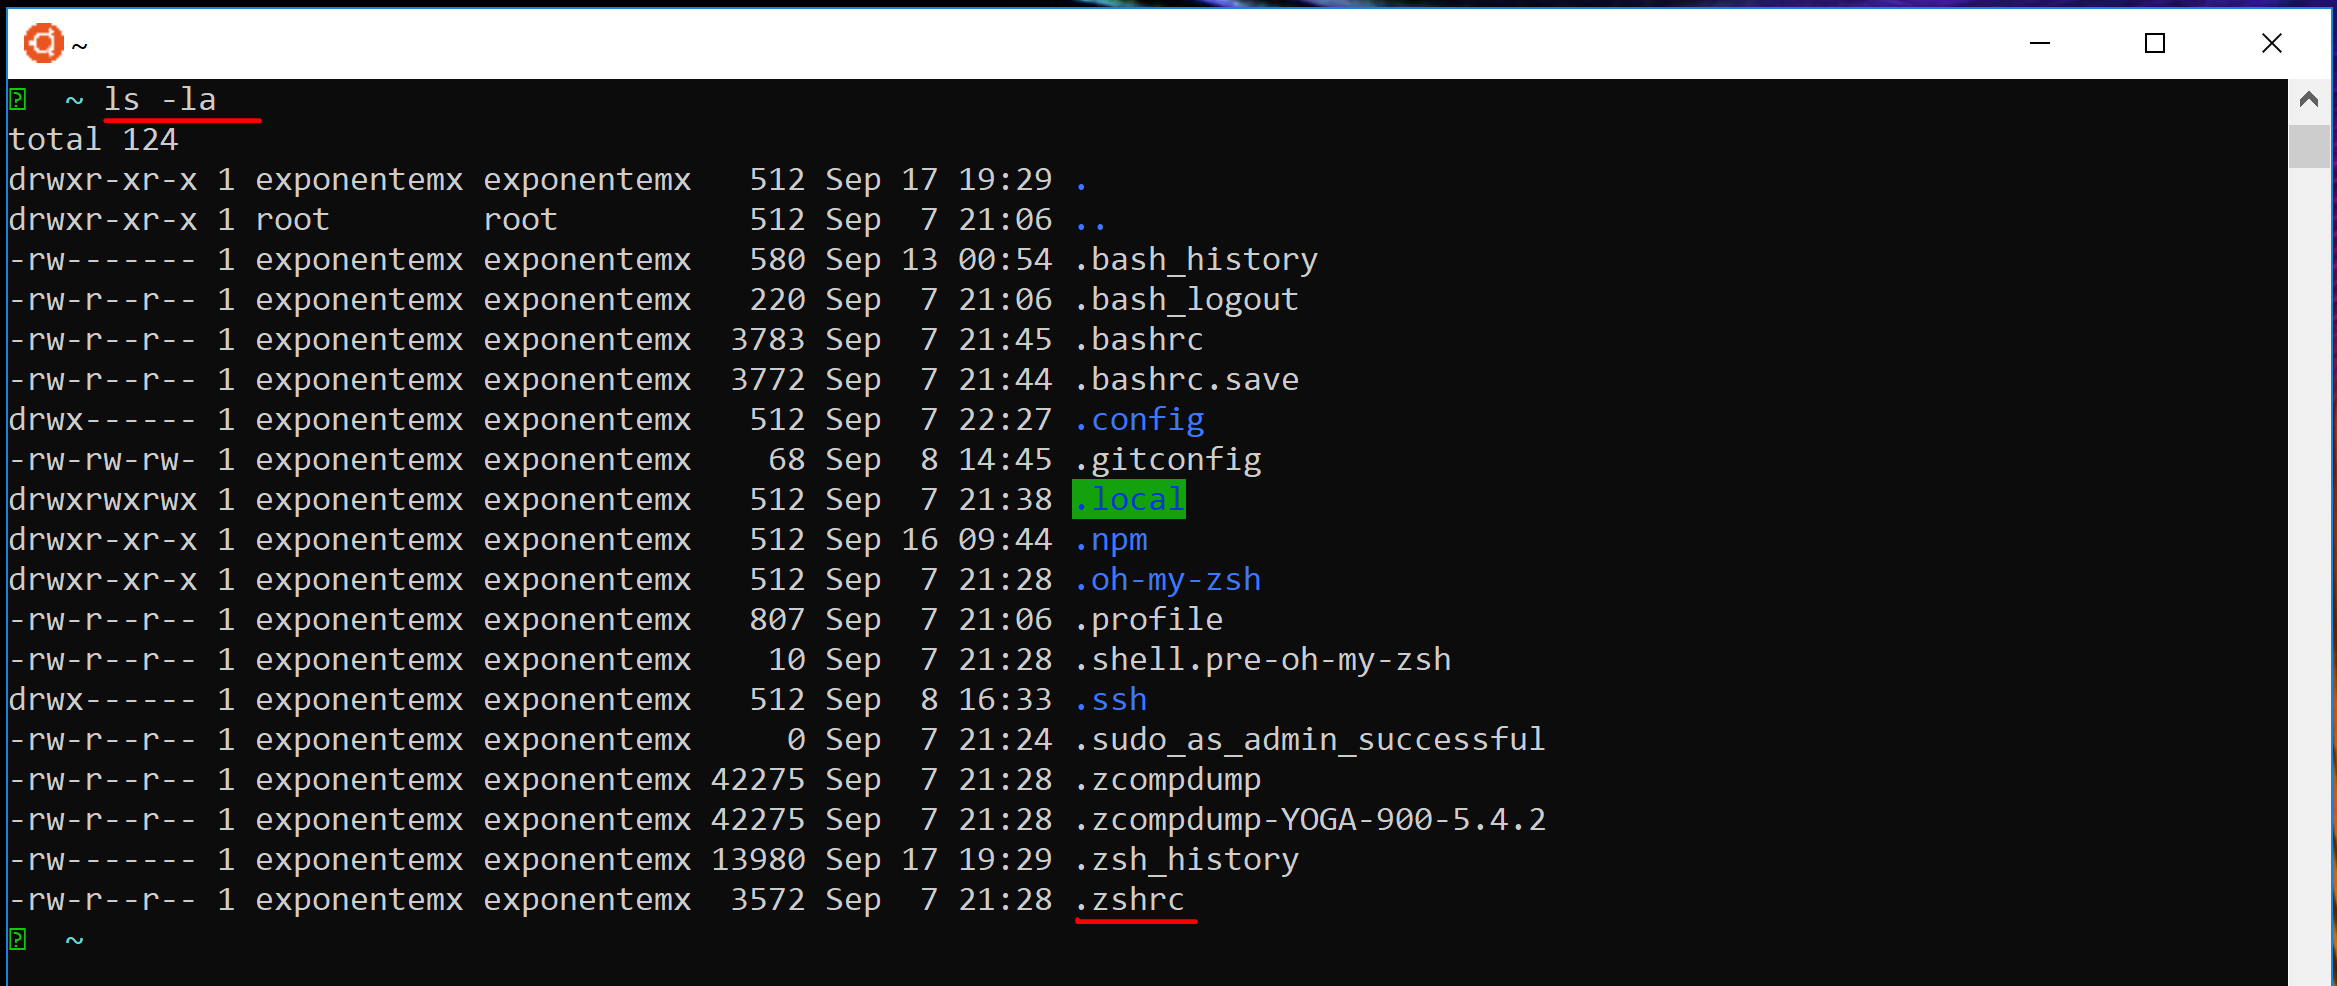 ~
~ ls -la
total 124
drwxr-xr-x 1 exponentemx exponentemx   512 Sep 17 19:29 .
drwxr-xr-x 1 root        root          512 Sep  7 21:06 ..
-rw------- 1 exponentemx exponentemx   580 Sep 13 00:54 .bash_history
-rw-r--r-- 1 exponentemx exponentemx   220 Sep  7 21:06 .bash_logout
-rw-r--r-- 1 exponentemx exponentemx  3783 Sep  7 21:45 .bashrc
-rw-r--r-- 1 exponentemx exponentemx  3772 Sep  7 21:44 .bashrc.save
drwx------ 1 exponentemx exponentemx   512 Sep  7 22:27 .config
-rw-rw-rw- 1 exponentemx exponentemx    68 Sep  8 14:45 .gitconfig
drwxrwxrwx 1 exponentemx exponentemx   512 Sep  7 21:38 .local
drwxr-xr-x 1 exponentemx exponentemx   512 Sep 16 09:44 .npm
drwxr-xr-x 1 exponentemx exponentemx   512 Sep  7 21:28 .oh-my-zsh
-rw-r--r-- 1 exponentemx exponentemx   807 Sep  7 21:06 .profile
-rw-r--r-- 1 exponentemx exponentemx    10 Sep  7 21:28 .shell.pre-oh-my-zsh
drwx------ 1 exponentemx exponentemx   512 Sep  8 16:33 .ssh
-rw-r--r-- 1 exponentemx exponentemx     0 Sep  7 21:24 .sudo_as_admin_successful
-rw-r--r-- 1 exponentemx exponentemx 42275 Sep  7 21:28 .zcompdump
-rw-r--r-- 1 exponentemx exponentemx 42275 Sep  7 21:28 .zcompdump-YOGA-900-5.4.2
-rw------- 1 exponentemx exponentemx 13980 Sep 17 19:29 .zsh_history
-rw-r--r-- 1 exponentemx exponentemx  3572 Sep  7 21:28 .zshrc
~